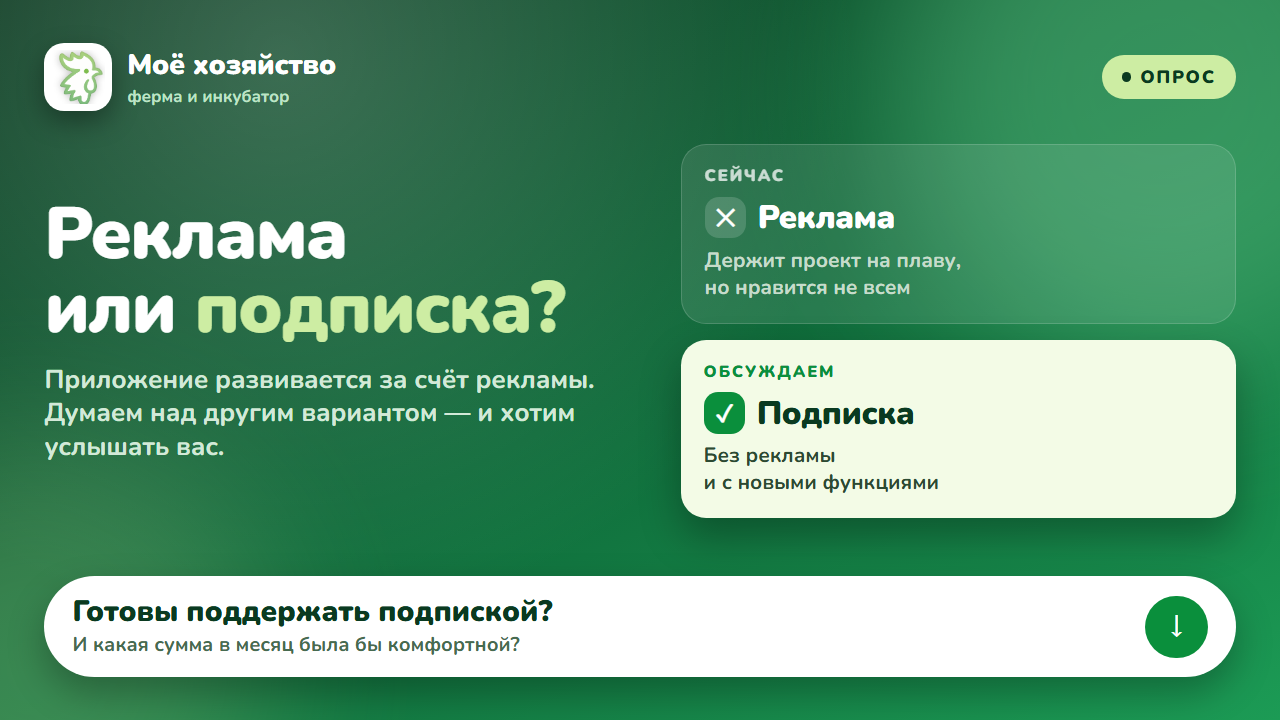 Моё хозяйство
ферма и инкубатор
ОПРОС
Реклама
или подписка?
Приложение развивается за счёт рекламы.
Думаем над другим вариантом — и хотим
услышать вас.
СЕЙЧАС
Реклама
Держит проект на плаву,
но нравится не всем
ОБСУЖДАЕМ
Подписка
Без рекламы
и с новыми функциями
Готовы поддержать подпиской?
И какая сумма в месяц была бы комфортной?